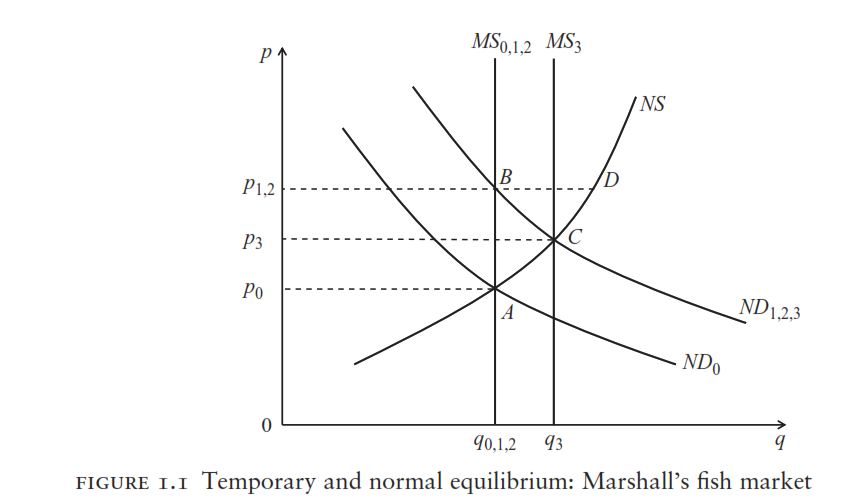 MS0,1,2 MS3
p
NS
p1,2
B
D
p3
C
p0
A
ND1,2,3
ND0
0
q0,1,2 q3
q
FIGURE 1.1 Temporary and normal equilibrium: Marshall's fish market